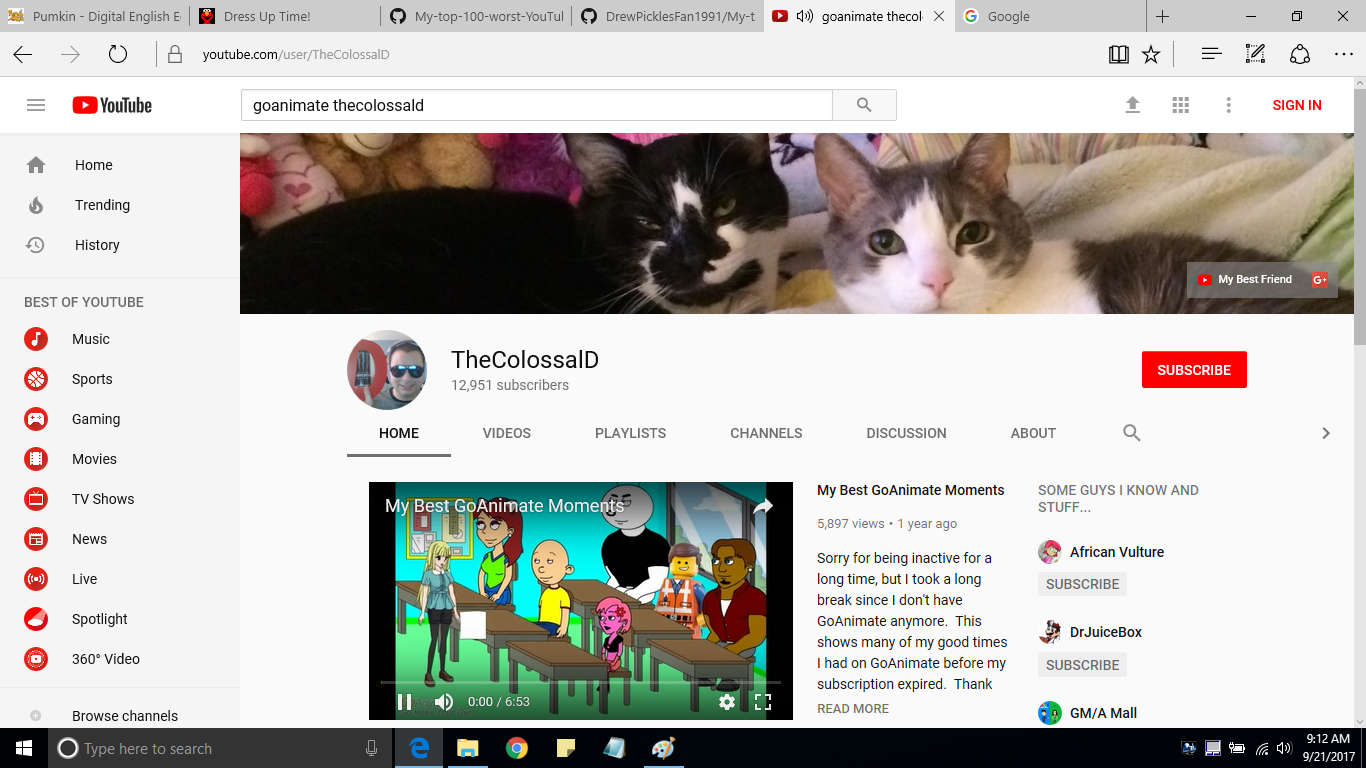 Pumkin - Digital English E
Dress Up Time!
My-top-100-worst-YouTul
DrewPicklesFan1991/My-t
goanimate thecolos
Google
youtube.com/user/TheColossalD
YouTube
goanimate thecolossald
SIGN IN
Home
Trending
History
BEST OF YOUTUBE
Music
Sports
Gaming
Movies
TV Shows
News
Live
Spotlight
360° Video
Browse channels
My Best Friend
G+
TheColossalD
12,951 subscribers
SUBSCRIBE
HOME
VIDEOS
PLAYLISTS
CHANNELS
DISCUSSION
ABOUT
My Best GoAnimate Moments
0:00 / 6:53
My Best GoAnimate Moments
5,897 views • 1 year ago
Sorry for being inactive for a
long time, but I took a long
break since I don't have
GoAnimate anymore. This
shows many of my good times
I had on GoAnimate before my
subscription expired. Thank
READ MORE
SOME GUYS I KNOW AND
STUFF...
African Vulture
SUBSCRIBE
DrJuiceBox
SUBSCRIBE
GM/A Mall
Type here to search
9:12 AM
9/21/2017